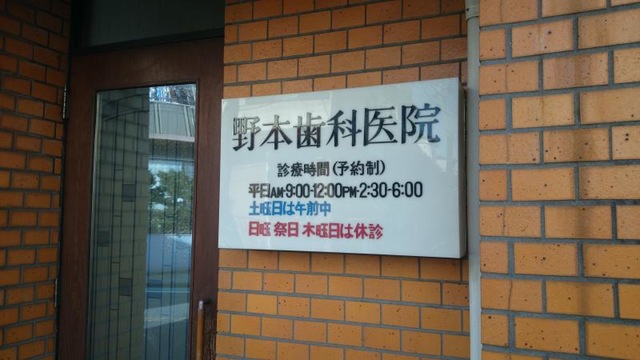 野本歯科医院
診療時間(予約制)
平日AM-9:00-12:00PM-2:30-6:00
土曜日は午前中
日曜 祭日 木曜日は休診